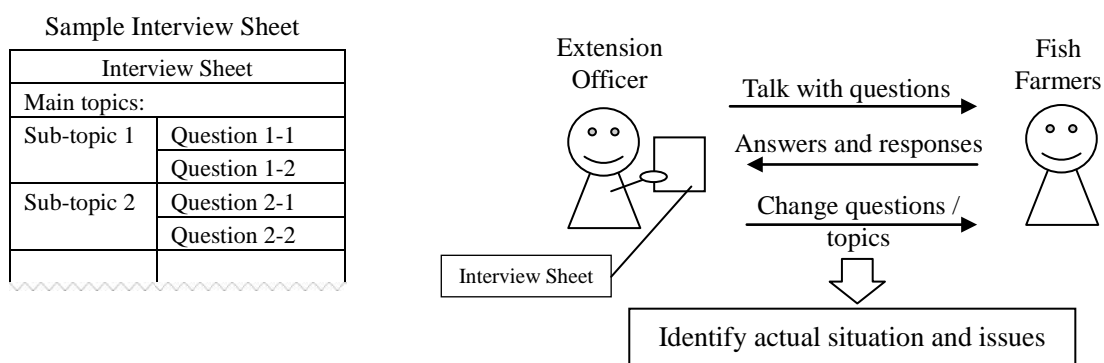 Sample Interview Sheet
Interview Sheet
Main topics:
Sub-topic 1
Question 1-1
Question 1-2
Sub-topic 2
Question 2-1
Question 2-2
Extension
Officer
Fish
Farmers
Talk with questions
Answers and responses
Change questions /
topics
Interview Sheet
Identify actual situation and issues